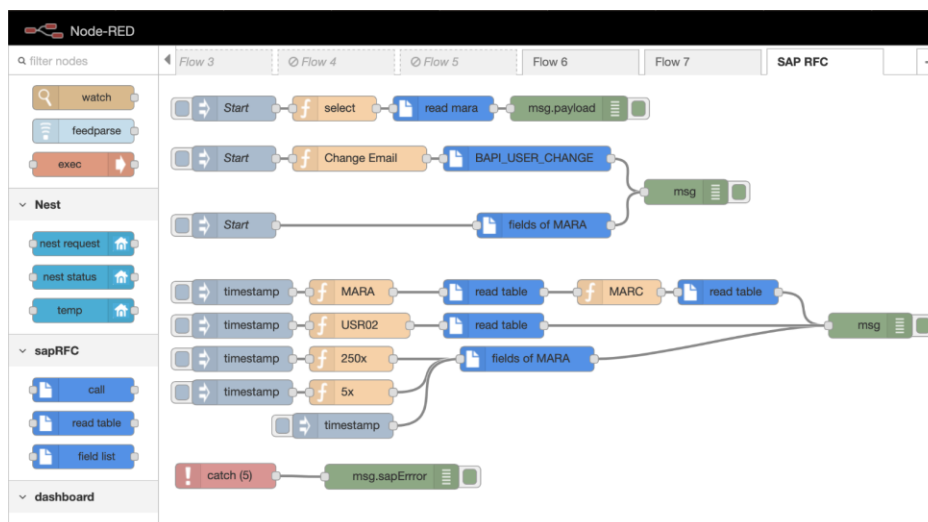 Node-RED
filter nodes
Flow 3
Flow 4
Flow 5
Flow 6
Flow 7
SAP RFC
watch
feedparse
exec
Nest
nest request
nest status
temp
sapRFC
call
read table
field list
dashboard
Start
select
read mara
msg.payload
Start
Change Email
BAPI_USER_CHANGE
msg
Start
fields of MARA
timestamp
MARA
read table
MARC
read table
timestamp
USR02
read table
msg
timestamp
250x
fields of MARA
timestamp
5x
timestamp
catch (5)
msg.sapErrror